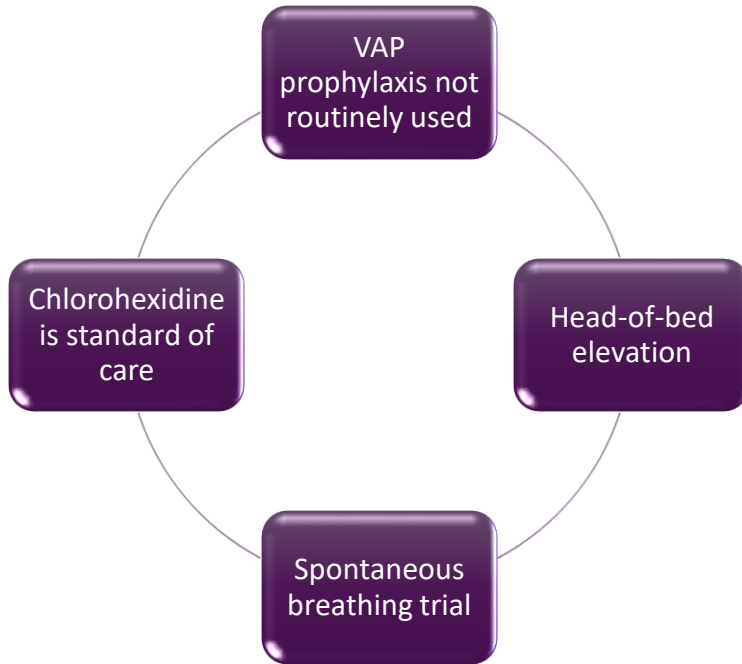 VAP
prophylaxis not
routinely used
Head-of-bed
elevation
Spontaneous
breathing trial
Chlorohexidine
is standard of
care